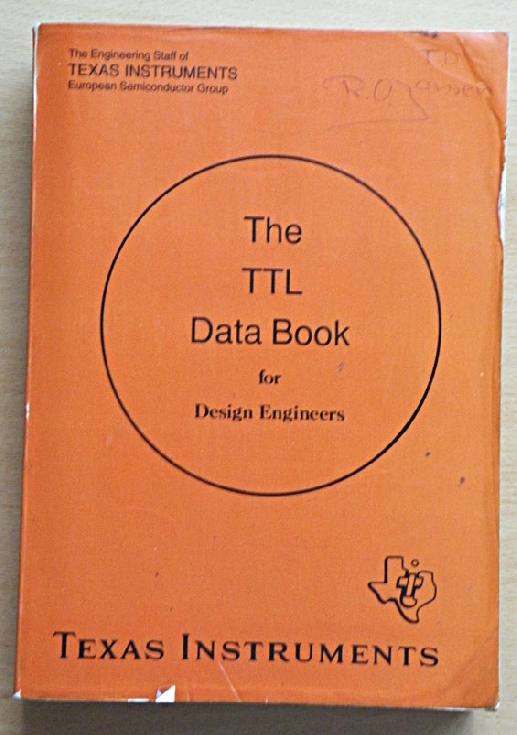 The Engineering Staff of
TEXAS INSTRUMENTS
European Semiconductor Group
The
TTL
Data Book
for
Design Engineers
TEXAS INSTRUMENTS